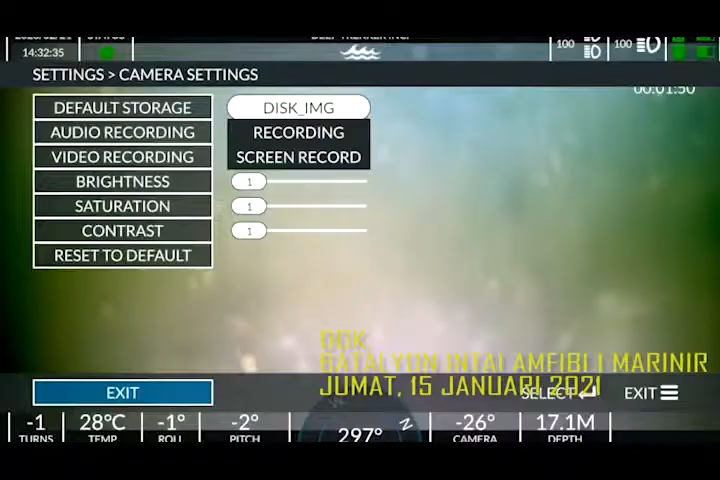 14:32:35
100
100
SETTINGS > CAMERA SETTINGS
00:01:50
DEFAULT STORAGE
DISK_IMG
AUDIO RECORDING
RECORDING
VIDEO RECORDING
SCREEN RECORD
BRIGHTNESS
1
SATURATION
1
CONTRAST
1
RESET TO DEFAULT
DOK
BATALYON INTAI AMFIBI I MARINIR
JUMAT, 15 JANUARI 2021
EXIT
SELECT
EXIT
-1
TURNS
28°C
TEMP
-1°
ROLL
-2°
PITCH
297°
-26°
CAMERA
17.1M
DEPTH